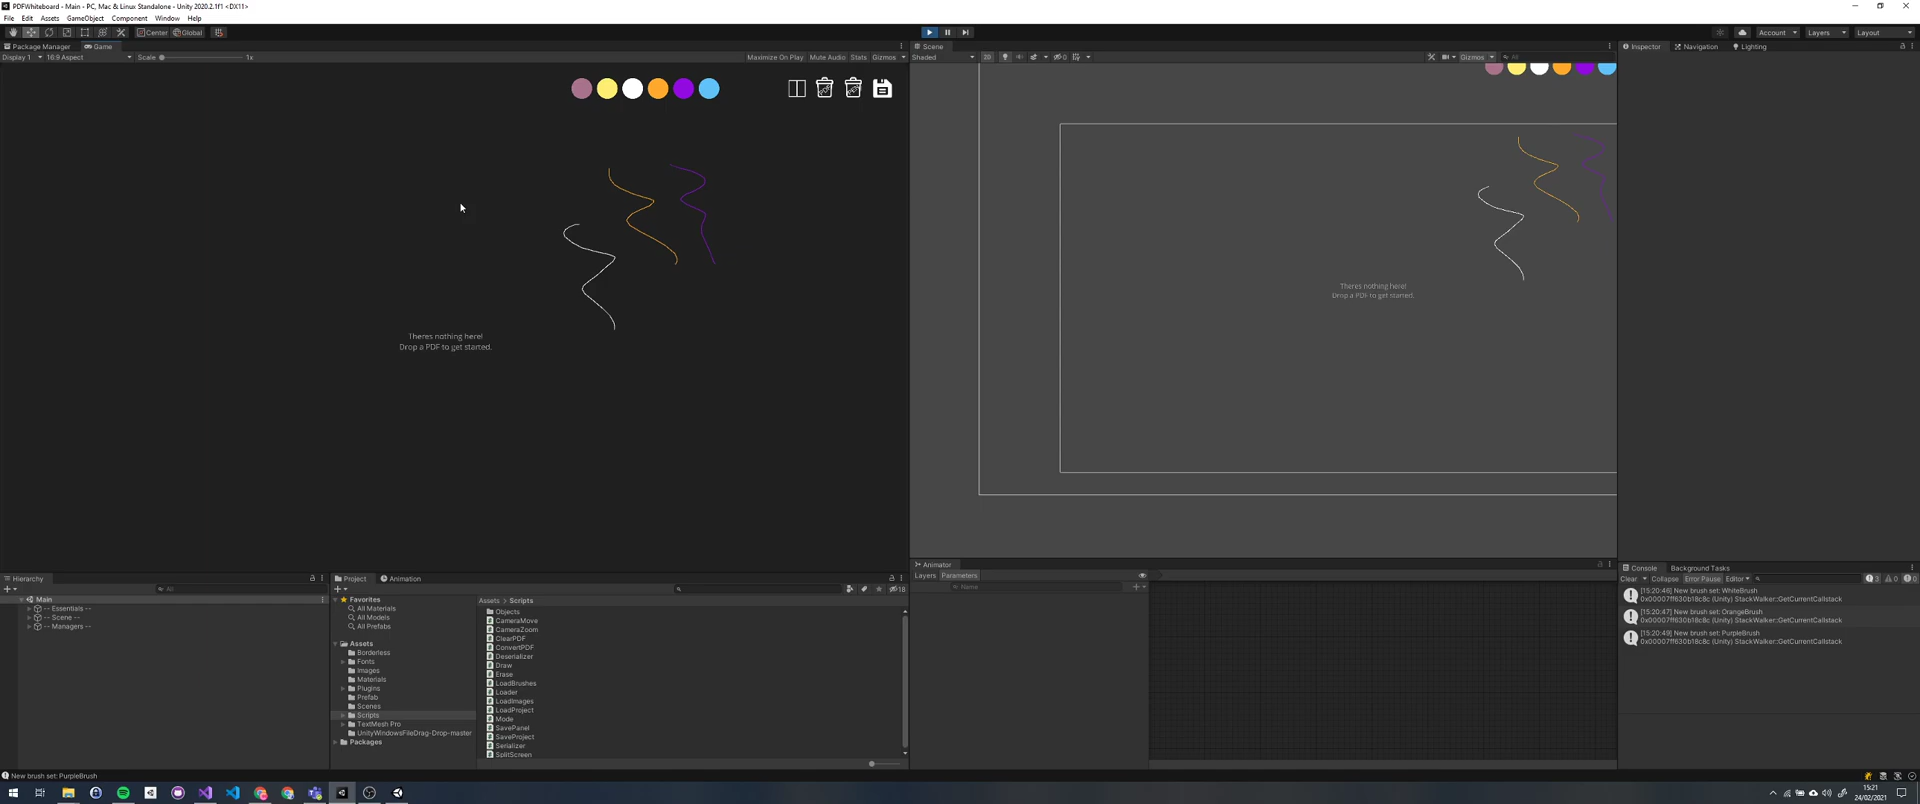 PDFWhiteboard - Main - PC, Mac & Linux Standalone - Unity 2020.2.1f1 <DX11>
File Edit Assets GameObject Component Window Help
Center Global
Account Layers Layout
Package Manager Game
Scene
Inspector Navigation Lighting
Display 1 16:9 Aspect Scale 1x Maximize On Play Mute Audio Stats Gizmos
Shaded 2D 0 Gizmos All
Theres nothing here!
Drop a PDF to get started.
Theres nothing here!
Drop a PDF to get started.
Animator
Layers Parameters
Name
Hierarchy
All
Main
-- Essentials --
-- Scene --
-- Managers --
Project Animation
18
Favorites
All Materials
All Models
All Prefabs
Assets
Borderless
Fonts
Images
Materials
Plugins
Prefab
Scenes
Scripts
TextMesh Pro
UnityWindowsFileDrag-Drop-master
Packages
Assets > Scripts
Objects
CameraMove
CameraZoom
ClearPDF
ConvertPDF
Deserializer
Draw
Erase
LoadBrushes
Loader
LoadImages
LoadProject
Mode
SavePanel
SaveProject
Serializer
SplitScreen
Console Background Tasks
Clear Collapse Error Pause Editor 3 0 0
[15:20:46] New brush set: WhiteBrush
0x00007ff630b18c8c (Unity) StackWalker::GetCurrentCallstack
[15:20:47] New brush set: OrangeBrush
0x00007ff630b18c8c (Unity) StackWalker::GetCurrentCallstack
[15:20:49] New brush set: PurpleBrush
0x00007ff630b18c8c (Unity) StackWalker::GetCurrentCallstack
New brush set: PurpleBrush
15:21
24/02/2021